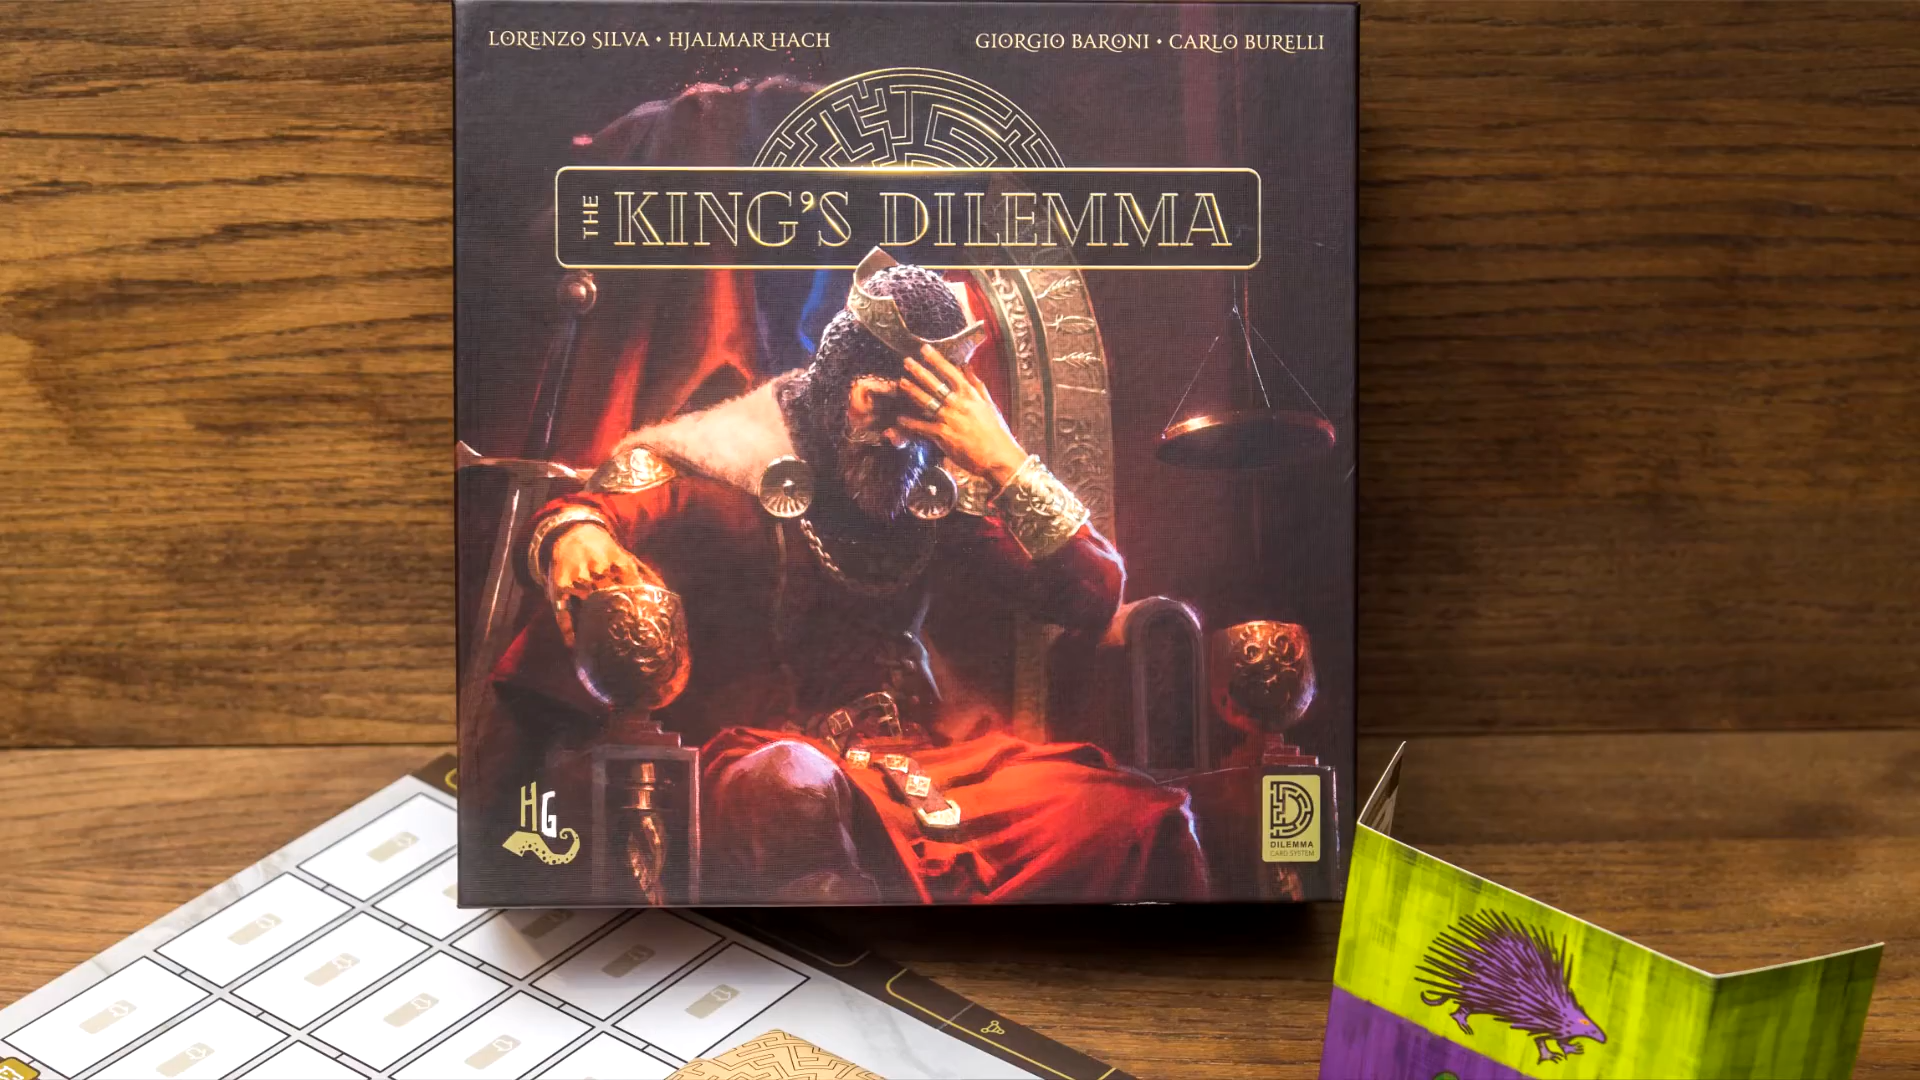 LORENZO SILVA • HJALMAR HACH
GIORGIO BARONI • CARLO BURELLI
THE KING'S DILEMMA
HG
D
DILEMMA
CARD SYSTEM